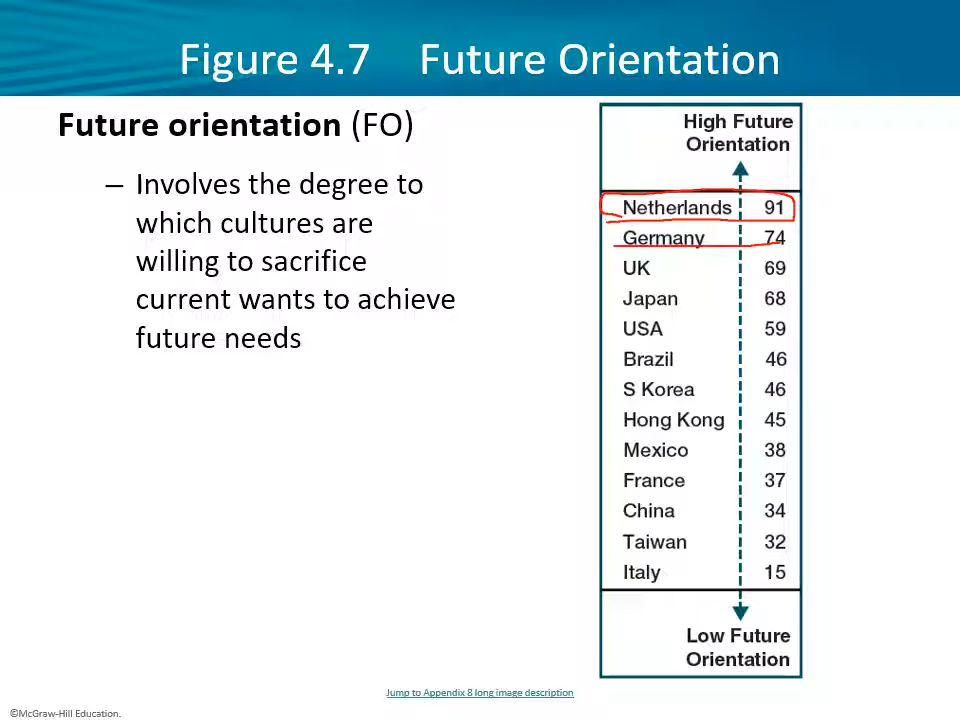 Figure 4.7 Future Orientation
Future orientation (FO)
– Involves the degree to
which cultures are
willing to sacrifice
current wants to achieve
future needs
High Future
Orientation
Netherlands 91
Germany 74
UK 69
Japan 68
USA 59
Brazil 46
S Korea 46
Hong Kong 45
Mexico 38
France 37
China 34
Taiwan 32
Italy 15
Low Future
Orientation
Jump to Appendix 8 long image description
©McGraw-Hill Education.